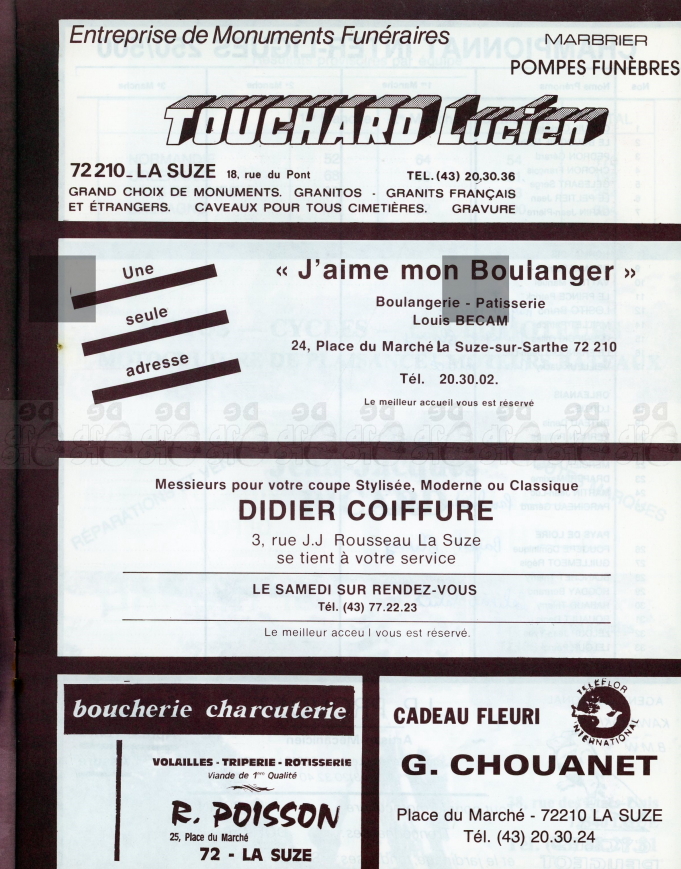 Entreprise de Monuments Funéraires
MARBRIER
POMPES FUNÈBRES
TOUCHARD Lucien
72210_ LA SUZE 18, rue du Pont TEL.(43) 20.30.36
GRAND CHOIX DE MONUMENTS. GRANITOS - GRANITS FRANÇAIS
ET ÉTRANGERS. CAVEAUX POUR TOUS CIMETIÈRES. GRAVURE
Une
seule
adresse
« J'aime mon Boulanger »
Boulangerie - Patisserie
Louis BECAM
24, Place du Marché La Suze-sur-Sarthe 72 210
Tél. 20.30.02.
Le meilleur accueil vous est réservé
Messieurs pour votre coupe Stylisée, Moderne ou Classique
DIDIER COIFFURE
3, rue J.J Rousseau La Suze
se tient à votre service
LE SAMEDI SUR RENDEZ-VOUS
Tél. (43) 77.22.23
Le meilleur acceu l vous est réservé.
boucherie charcuterie
VOLAILLES - TRIPERIE - ROTISSERIE
Viande de 1ère Qualité
R. POISSON
25, Place du Marché
72 - LA SUZE
CADEAU FLEURI
TÉLÉFLOR
INTERNATIONAL
G. CHOUANET
Place du Marché - 72210 LA SUZE
Tél. (43) 20.30.24